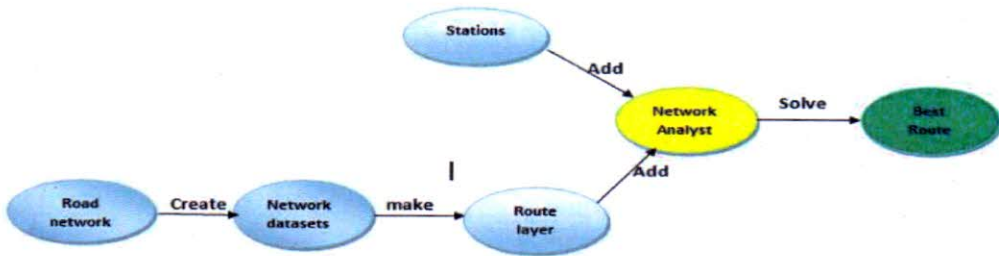 Stations
Add
Network
Analyst
Solve
Best
Route
Add
Road
network
Create
Network
datasets
make
Route
layer